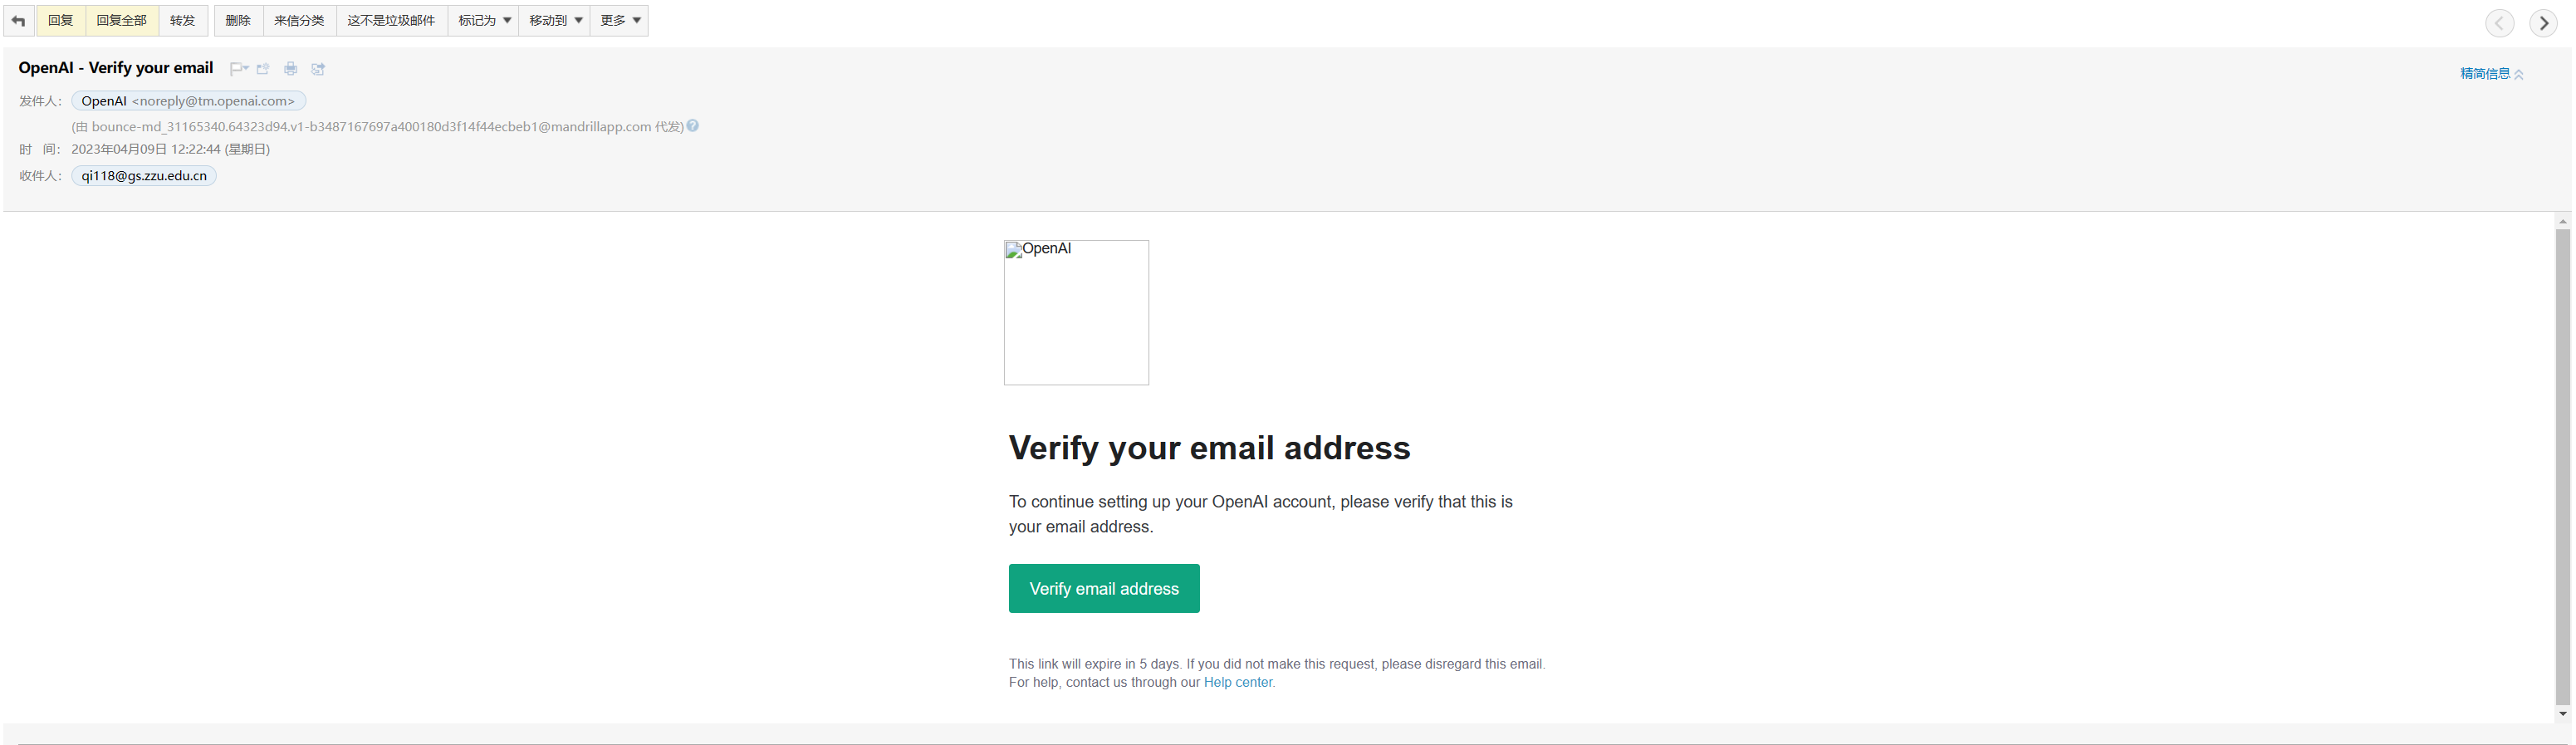 回复 回复全部 转发 删除 来信分类 这不是垃圾邮件 标记为 移动到 更多
OpenAI - Verify your email
精简信息
发件人： OpenAI <noreply@tm.openai.com>
(由 bounce-md_31165340.64323d94.v1-b3487167697a400180d3f14f44ecbeb1@mandrillapp.com 代发)
时 间： 2023年04月09日 12:22:44 (星期日)
收件人： qi118@gs.zzu.edu.cn
OpenAI
Verify your email address
To continue setting up your OpenAI account, please verify that this is
your email address.
Verify email address
This link will expire in 5 days. If you did not make this request, please disregard this email.
For help, contact us through our Help center.